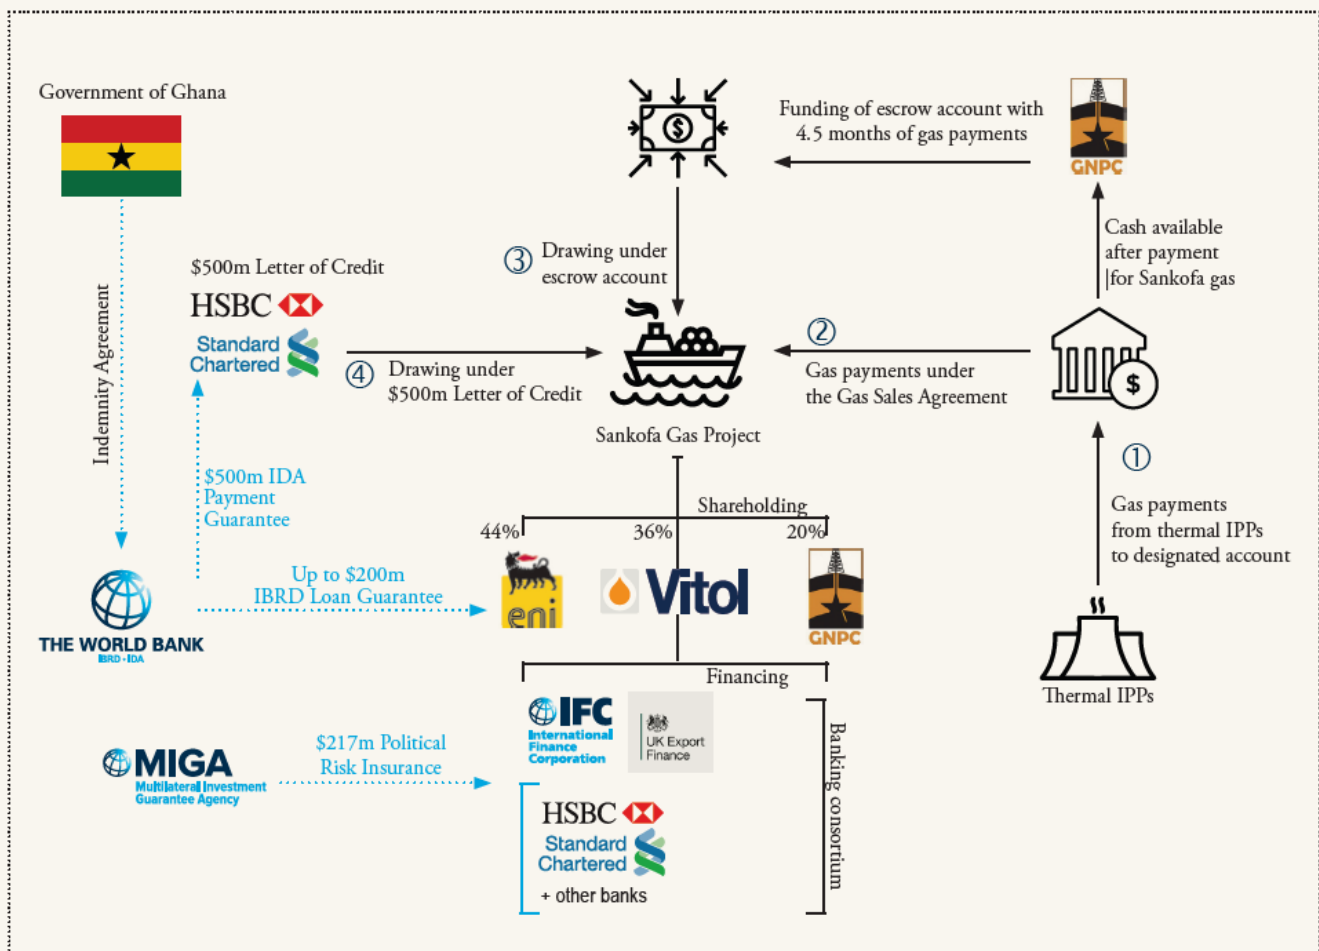 Government of Ghana
Indemnity Agreement
$500m Letter of Credit
HSBC
Standard
Chartered
$500m IDA
Payment
Guarantee
THE WORLD BANK
IBRD · IDA
Up to $200m
IBRD Loan Guarantee
MIGA
Multilateral Investment
Guarantee Agency
$217m Political
Risk Insurance
$
Funding of escrow account with
4.5 months of gas payments
GNPC
Cash available
after payment
|for Sankofa gas
③ Drawing under
escrow account
④ Drawing under
$500m Letter of Credit
②
Gas payments under
the Gas Sales Agreement
$
①
Gas payments
from thermal IPPs
to designated account
Thermal IPPs
Sankofa Gas Project
Shareholding
44% 36% 20%
eni
Vitol
GNPC
Financing
IFC
International
Finance
Corporation
UK Export
Finance
HSBC
Standard
Chartered
+ other banks
Banking consortium